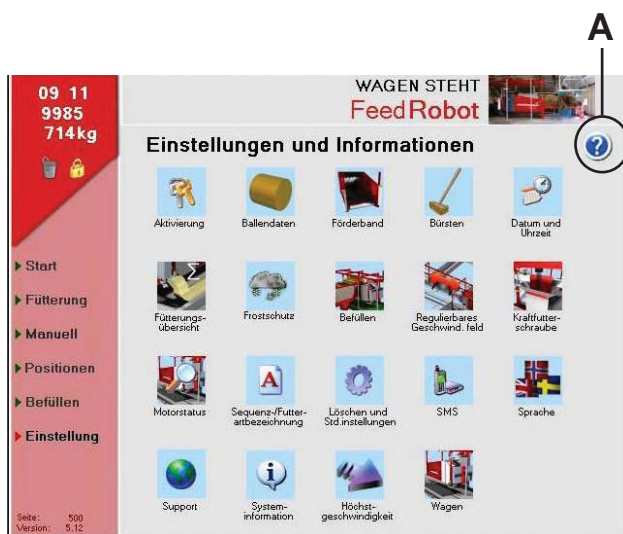 A
09 11
9985
714kg
WAGEN STEHT
FeedRobot
Einstellungen und Informationen
?
Aktivierung
Ballendaten
Förderband
Bürsten
Datum und
Uhrzeit
Start
Fütterung
Manuell
Positionen
Befüllen
Einstellung
Σ
Fütterungs-
übersicht
Frostschutz
Befüllen
Regulierbares
Geschwind. feld
Kraftfutter-
schraube
Motorstatus
A
Sequenz-/Futter-
artbezeichnung
Löschen und
Std.instellungen
SMS
Sprache
Support
i
System-
information
Höchst-
geschwindigkeit
Wagen
Seite: 500
Version: 5.12